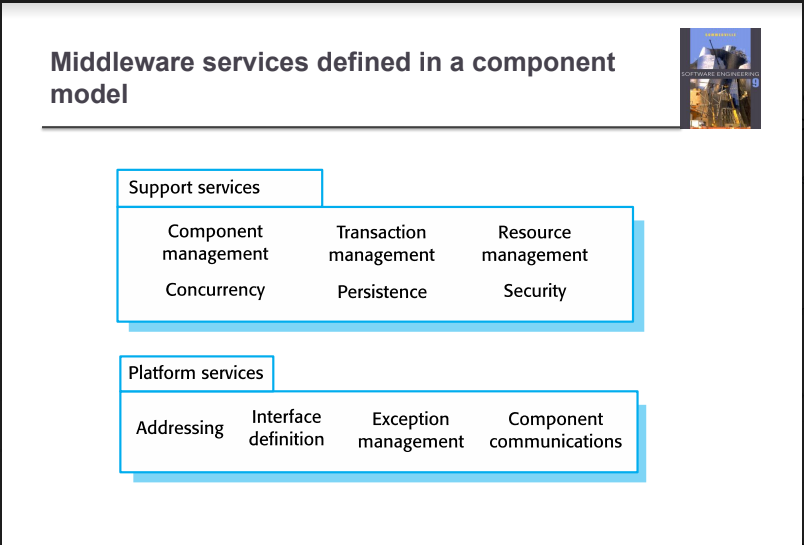 Middleware services defined in a component
model
SOMMERVILLE
SOFTWARE ENGINEERING
9
Support services
Component Transaction Resource
management management management
Concurrency Persistence Security
Platform services
Addressing Interface Exception Component
definition management communications